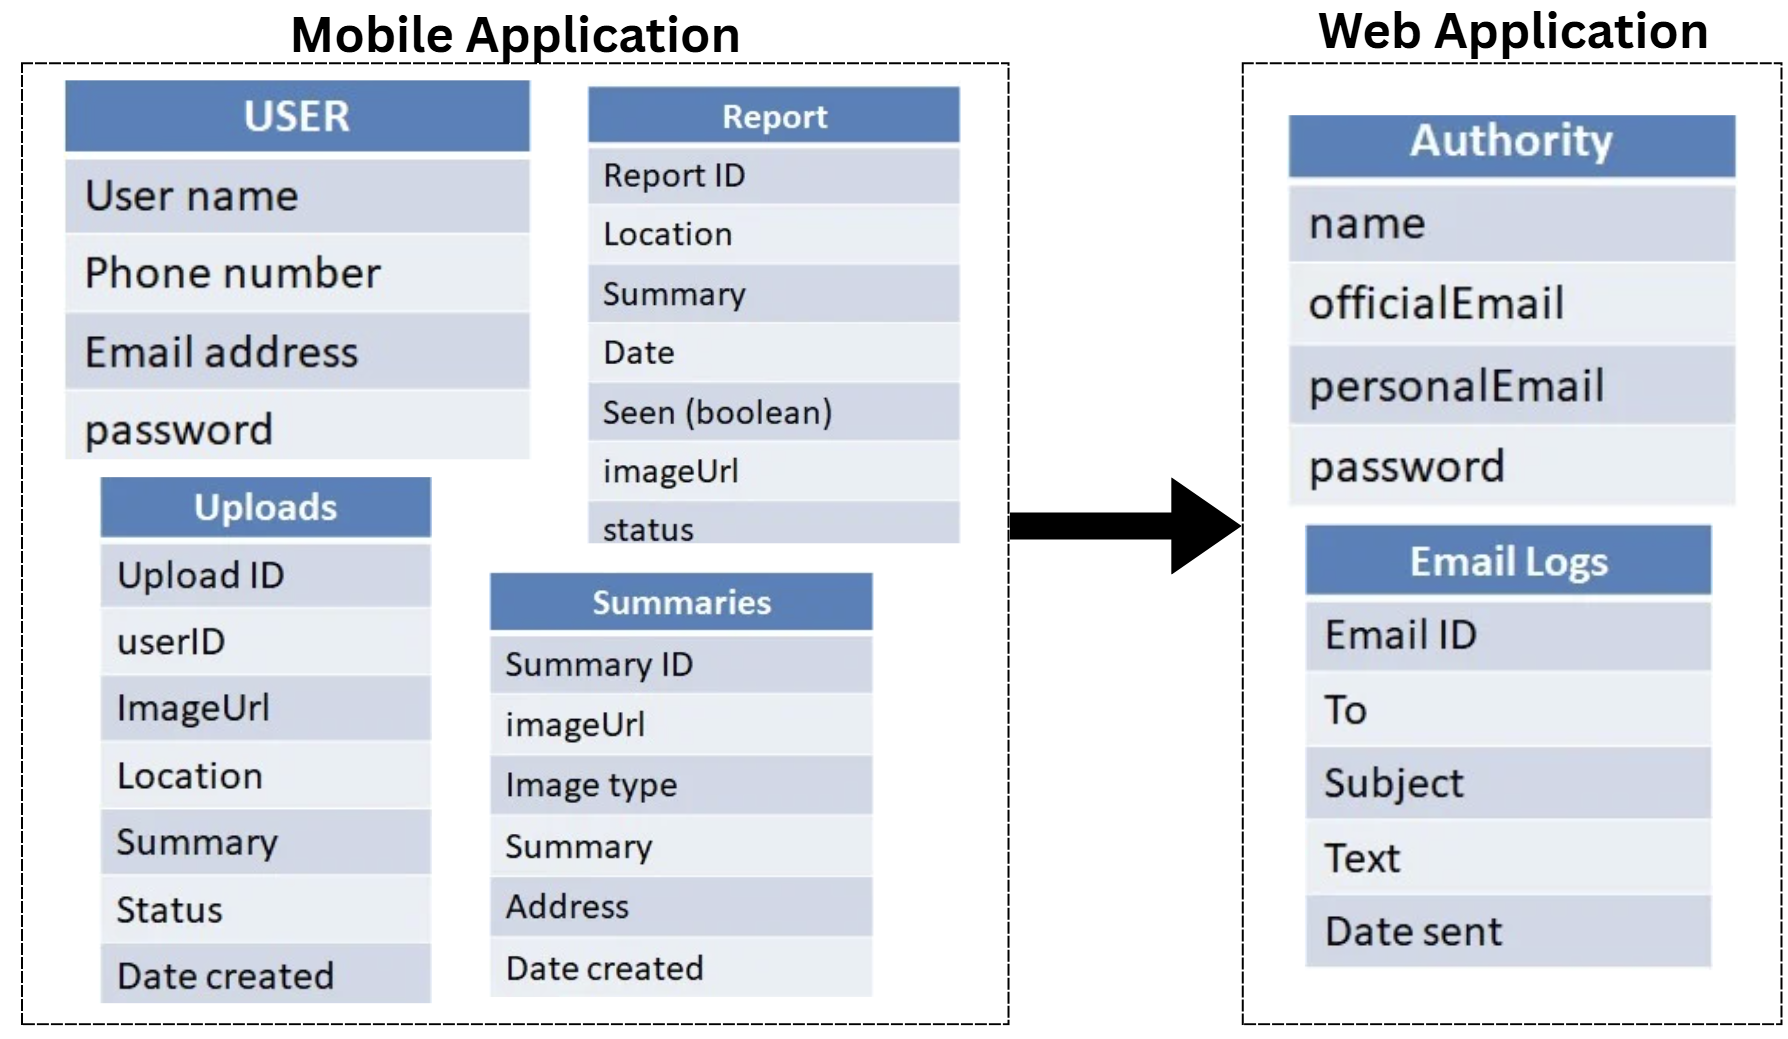 Mobile Application
USER
User name
Phone number
Email address
password
Report
Report ID
Location
Summary
Date
Seen (boolean)
imageUrl
status
Uploads
Upload ID
userID
ImageUrl
Location
Summary
Status
Date created
Summaries
Summary ID
imageUrl
Image type
Summary
Address
Date created
Web Application
Authority
name
officialEmail
personalEmail
password
Email Logs
Email ID
To
Subject
Text
Date sent